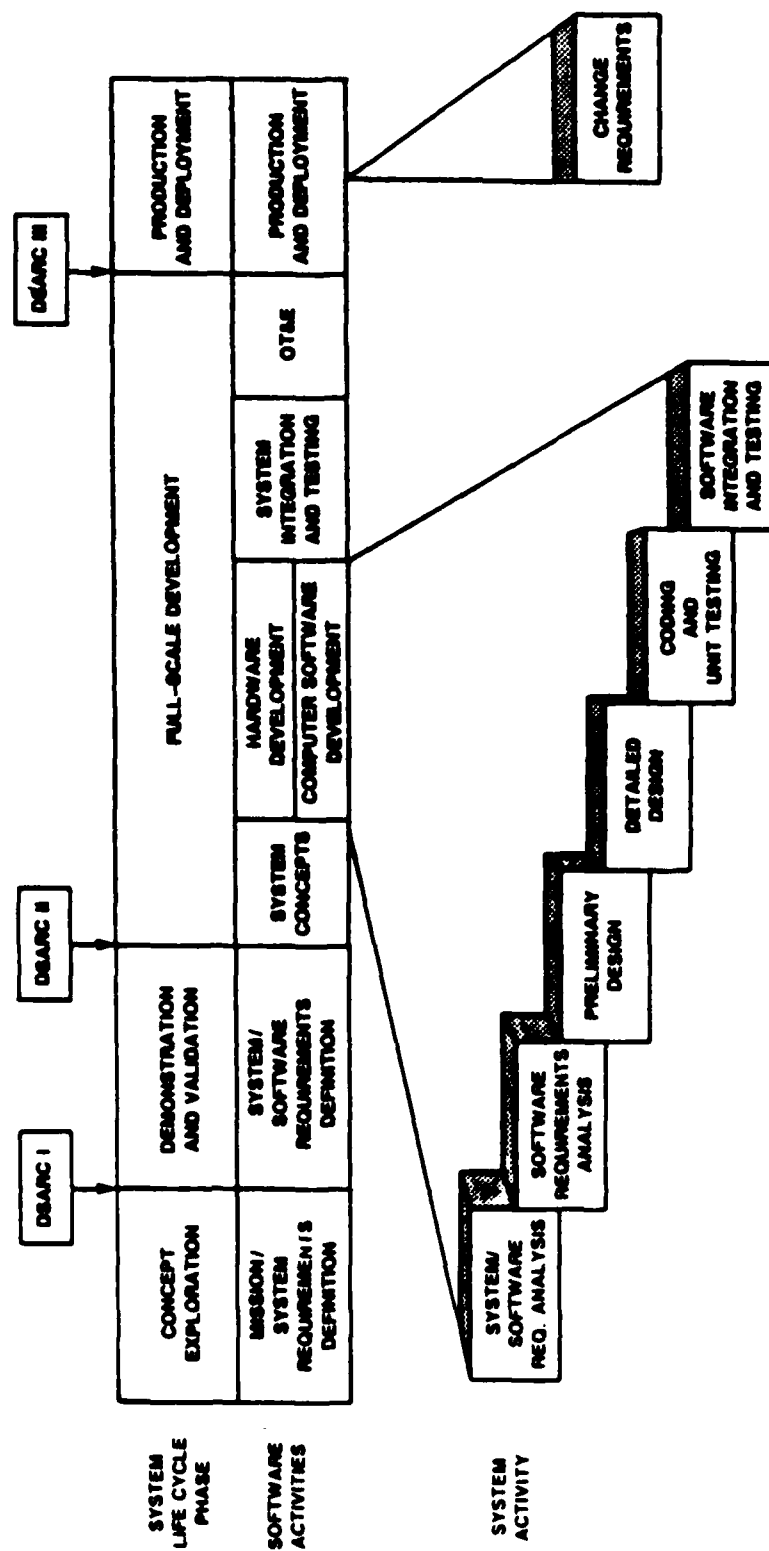 DSARC I
DSARC II
DSARC III
SYSTEM
LIFE CYCLE
PHASE
CONCEPT
EXPLORATION
DEMONSTRATION
AND VALIDATION
FULL-SCALE DEVELOPMENT
PRODUCTION
AND DEPLOYMENT
SOFTWARE
ACTIVITIES
MISSION/
SYSTEM
REQUIREMENTS
DEFINITION
SYSTEM/
SOFTWARE
REQUIREMENTS
DEFINITION
SYSTEM
CONCEPTS
HARDWARE
DEVELOPMENT
COMPUTER SOFTWARE
DEVELOPMENT
SYSTEM
INTEGRATION
AND TESTING
OT&E
PRODUCTION
AND DEPLOYMENT
SYSTEM
ACTIVITY
SYSTEM/
SOFTWARE
REQ. ANALYSIS
SOFTWARE
REQUIREMENTS
ANALYSIS
PRELIMINARY
DESIGN
DETAILED
DESIGN
CODING
AND
UNIT TESTING
SOFTWARE
INTEGRATION
AND TESTING
CHANGE
REQUIREMENTS